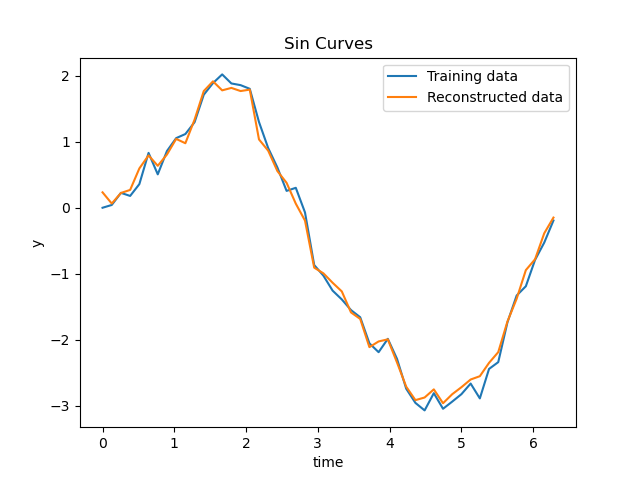 Sin Curves
Training data
Reconstructed data
y
2
1
0
−1
−2
−3
0 1 2 3 4 5 6
time